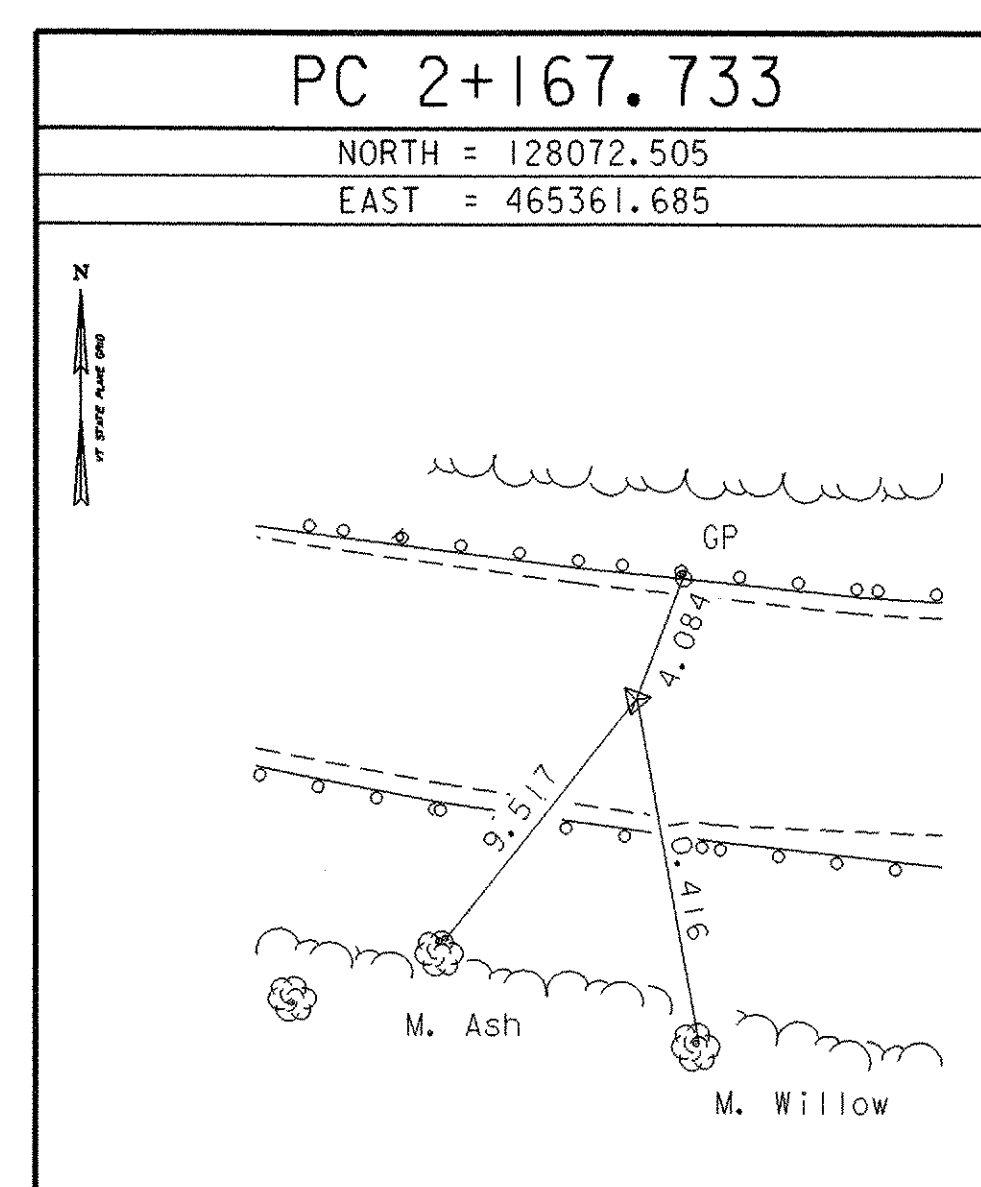 PC 2+167.733
NORTH = 128072.505
EAST = 465361.685
N
VT STATE PLANE GRID
GP
4.084
9.517
10.416
M. Ash
M. Willow